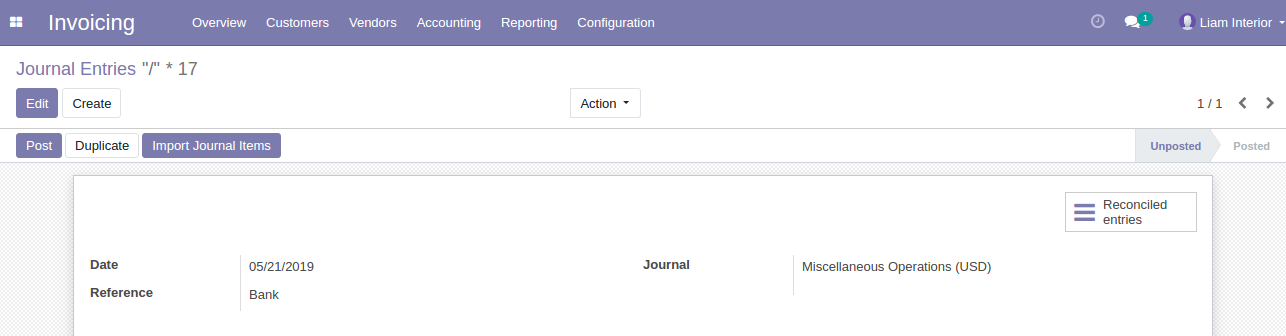 Invoicing Overview Customers Vendors Accounting Reporting Configuration 1 Liam Interior
Journal Entries "/" * 17
Edit Create Action 1 / 1
Post Duplicate Import Journal Items Unposted Posted
Reconciled
entries
Date 05/21/2019 Journal Miscellaneous Operations (USD)
Reference Bank